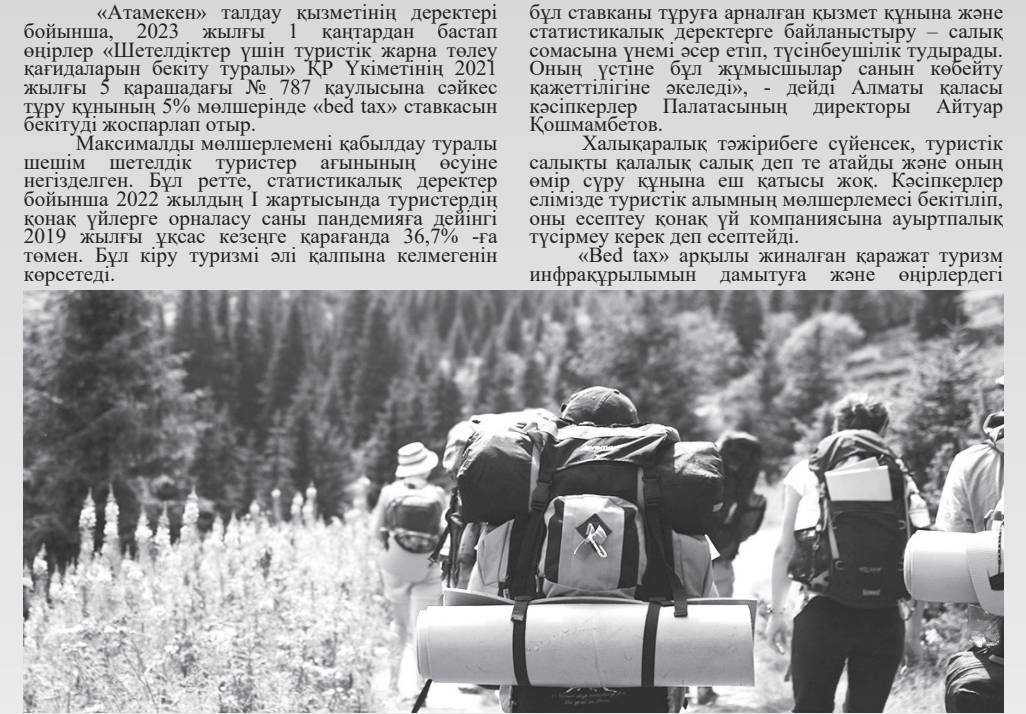 «Атамекен» талдау қызметінің деректері
бойынша, 2023 жылғы 1 қаңтардан бастап
өңірлер «Шетелдіктер үшін туристік жарна төлеу
қағидаларын бекіту туралы» ҚР Үкіметінің 2021
жылғы 5 қарашадағы № 787 қаулысына сәйкес
тұру құнының 5% мөлшерінде «bed tax» ставкасын
бекітуді жоспарлап отыр.
Максималды мөлшерлемені қабылдау туралы
шешім шетелдік туристер ағынының өсуіне
негізделген. Бұл ретте, статистикалық деректер
бойынша 2022 жылдың I жартысында туристердің
қонақ үйлерге орналасу саны пандемияға дейінгі
2019 жылғы ұқсас кезеңге қарағанда 36,7% -ға
төмен. Бұл кіру туризмі әлі қалпына келмегенін
көрсетеді.
бұл ставканы тұруға арналған қызмет құнына және
статистикалық деректерге байланыстыру – салық
сомасына үнемі әсер етіп, түсінбеушілік тудырады.
Оның үстіне бұл жұмысшылар санын көбейту
қажеттілігіне әкеледі», - дейді Алматы қаласы
кәсіпкерлер Палатасының директоры Айтуар
Қошмамбетов.
Халықаралық тәжірибеге сүйенсек, туристік
салықты қалалық салық деп те атайды және оның
өмір сүру құнына еш қатысы жоқ. Кәсіпкерлер
елімізде туристік алымның мөлшерлемесі бекітіліп,
оны есептеу қонақ үй компаниясына ауыртпалық
түсірмеу керек деп есептейді.
«Bed tax» арқылы жиналған қаражат туризм
инфрақұрылымын дамытуға және өңірлердегі